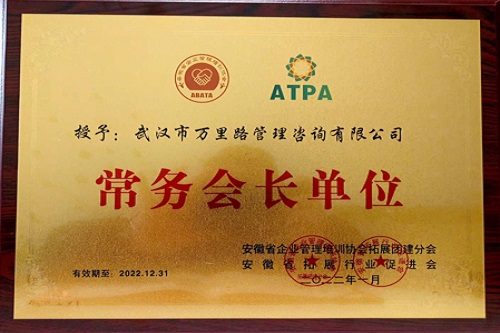 ABATA
ATPA
授予：武汉市万里路管理咨询有限公司
常务会长单位
安徽省企业管理培训协会拓展团建分会
安徽省拓展行业促进会
有效期至：2022.12.31
二〇二二年一月